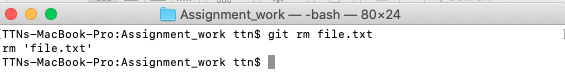 Assignment_work — -bash — 80×24
[TTNs-MacBook-Pro:Assignment_work ttn$ git rm file.txt ]
rm 'file.txt'
TTNs-MacBook-Pro:Assignment_work ttn$